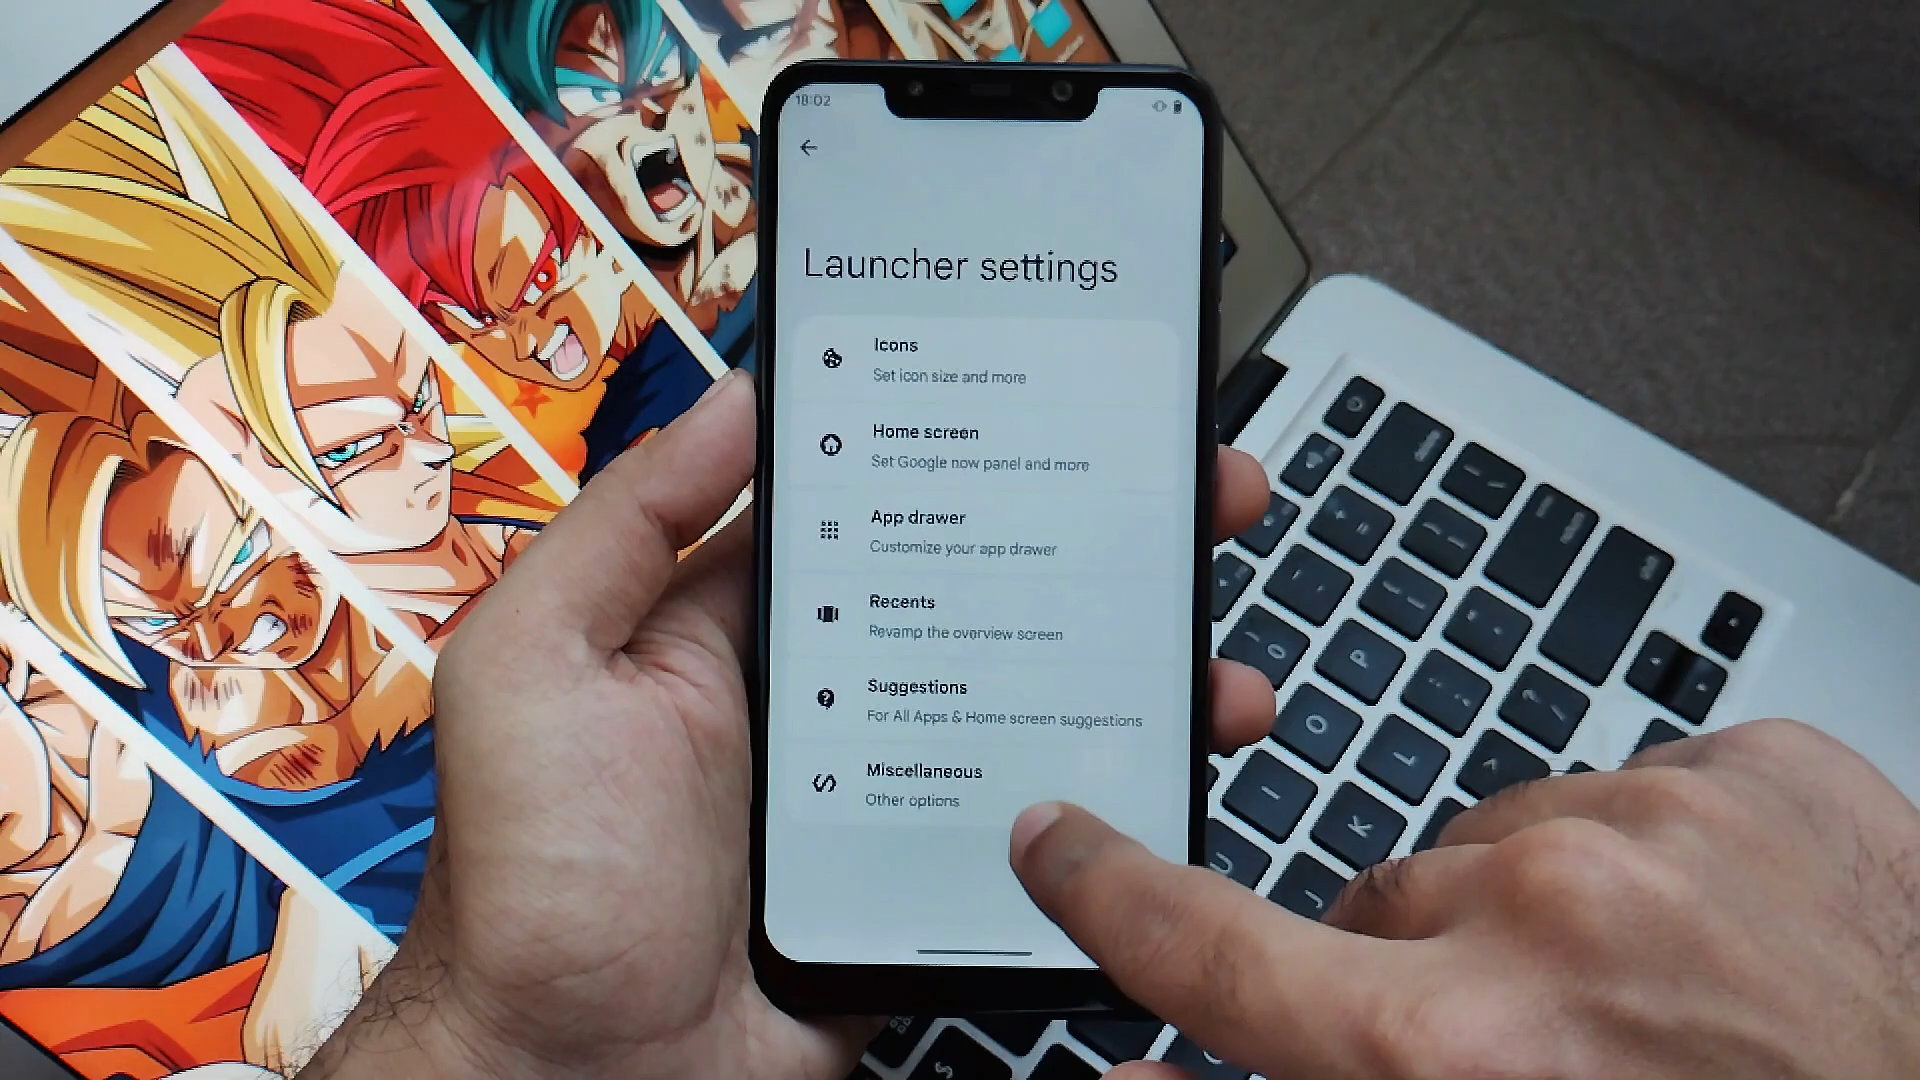 18:02
Launcher settings
Icons
Set icon size and more
Home screen
Set Google now panel and more
App drawer
Customize your app drawer
Recents
Revamp the overview screen
Suggestions
For All Apps & Home screen suggestions
Miscellaneous
Other options
P
O
L
I
K
U
J
S